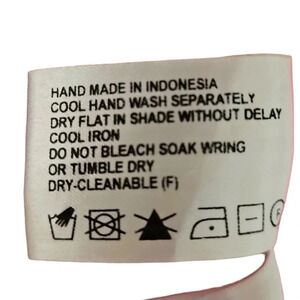 HAND MADE IN INDONESIA
COOL HAND WASH SEPARATELY
DRY FLAT IN SHADE WITHOUT DELAY
COOL IRON
DO NOT BLEACH SOAK WRING
OR TUMBLE DRY
DRY-CLEANABLE (F)